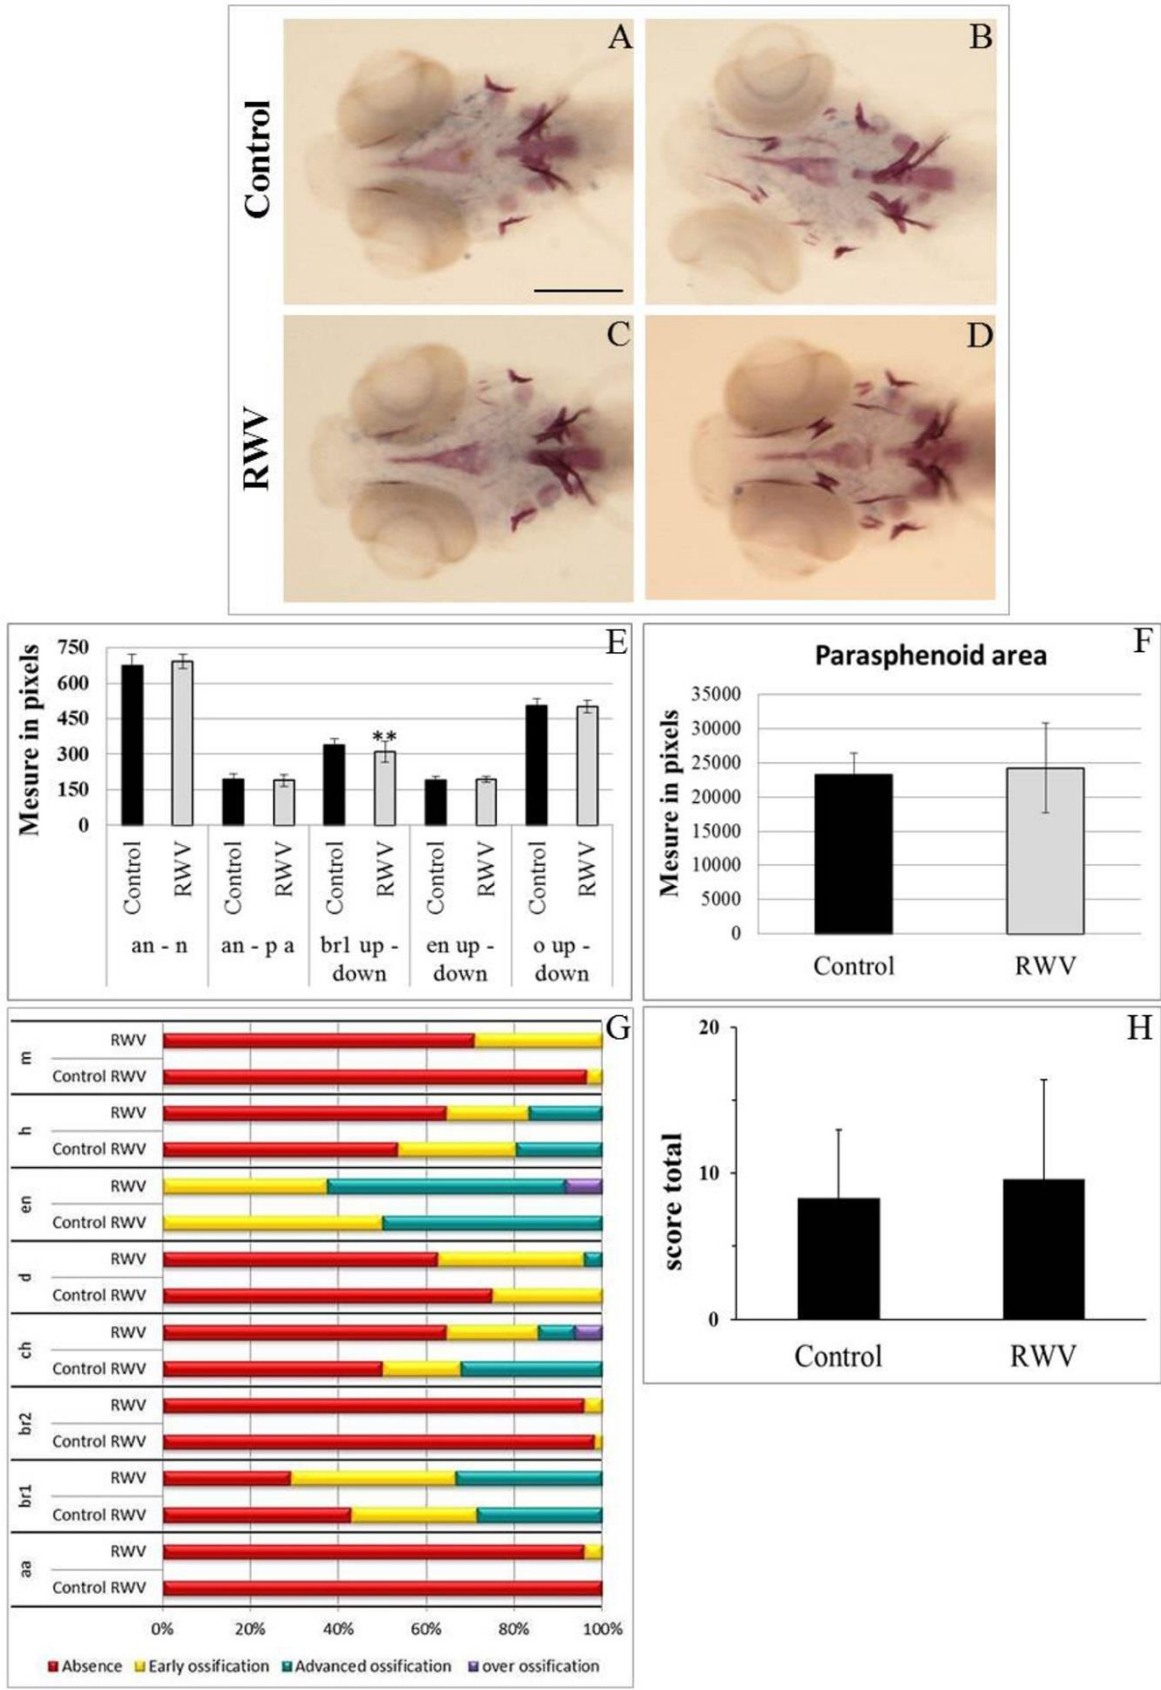 A
B
Control
C
D
RWV
E
Mesure in pixels
750
600
450
300
150
0
**
Control
RWV
Control
RWV
Control
RWV
Control
RWV
Control
RWV
an - n
an - p a
br1 up -
down
en up -
down
o up -
down
F
Parasphenoid area
Mesure in pixels
35000
30000
25000
20000
15000
10000
5000
0
Control
RWV
G
m
RWV
Control RWV
h
RWV
Control RWV
en
RWV
Control RWV
d
RWV
Control RWV
ch
RWV
Control RWV
br2
RWV
Control RWV
br1
RWV
Control RWV
aa
RWV
Control RWV
0%
20%
40%
60%
80%
100%
Absence
Early ossification
Advanced ossification
over ossification
H
score total
20
10
0
Control
RWV